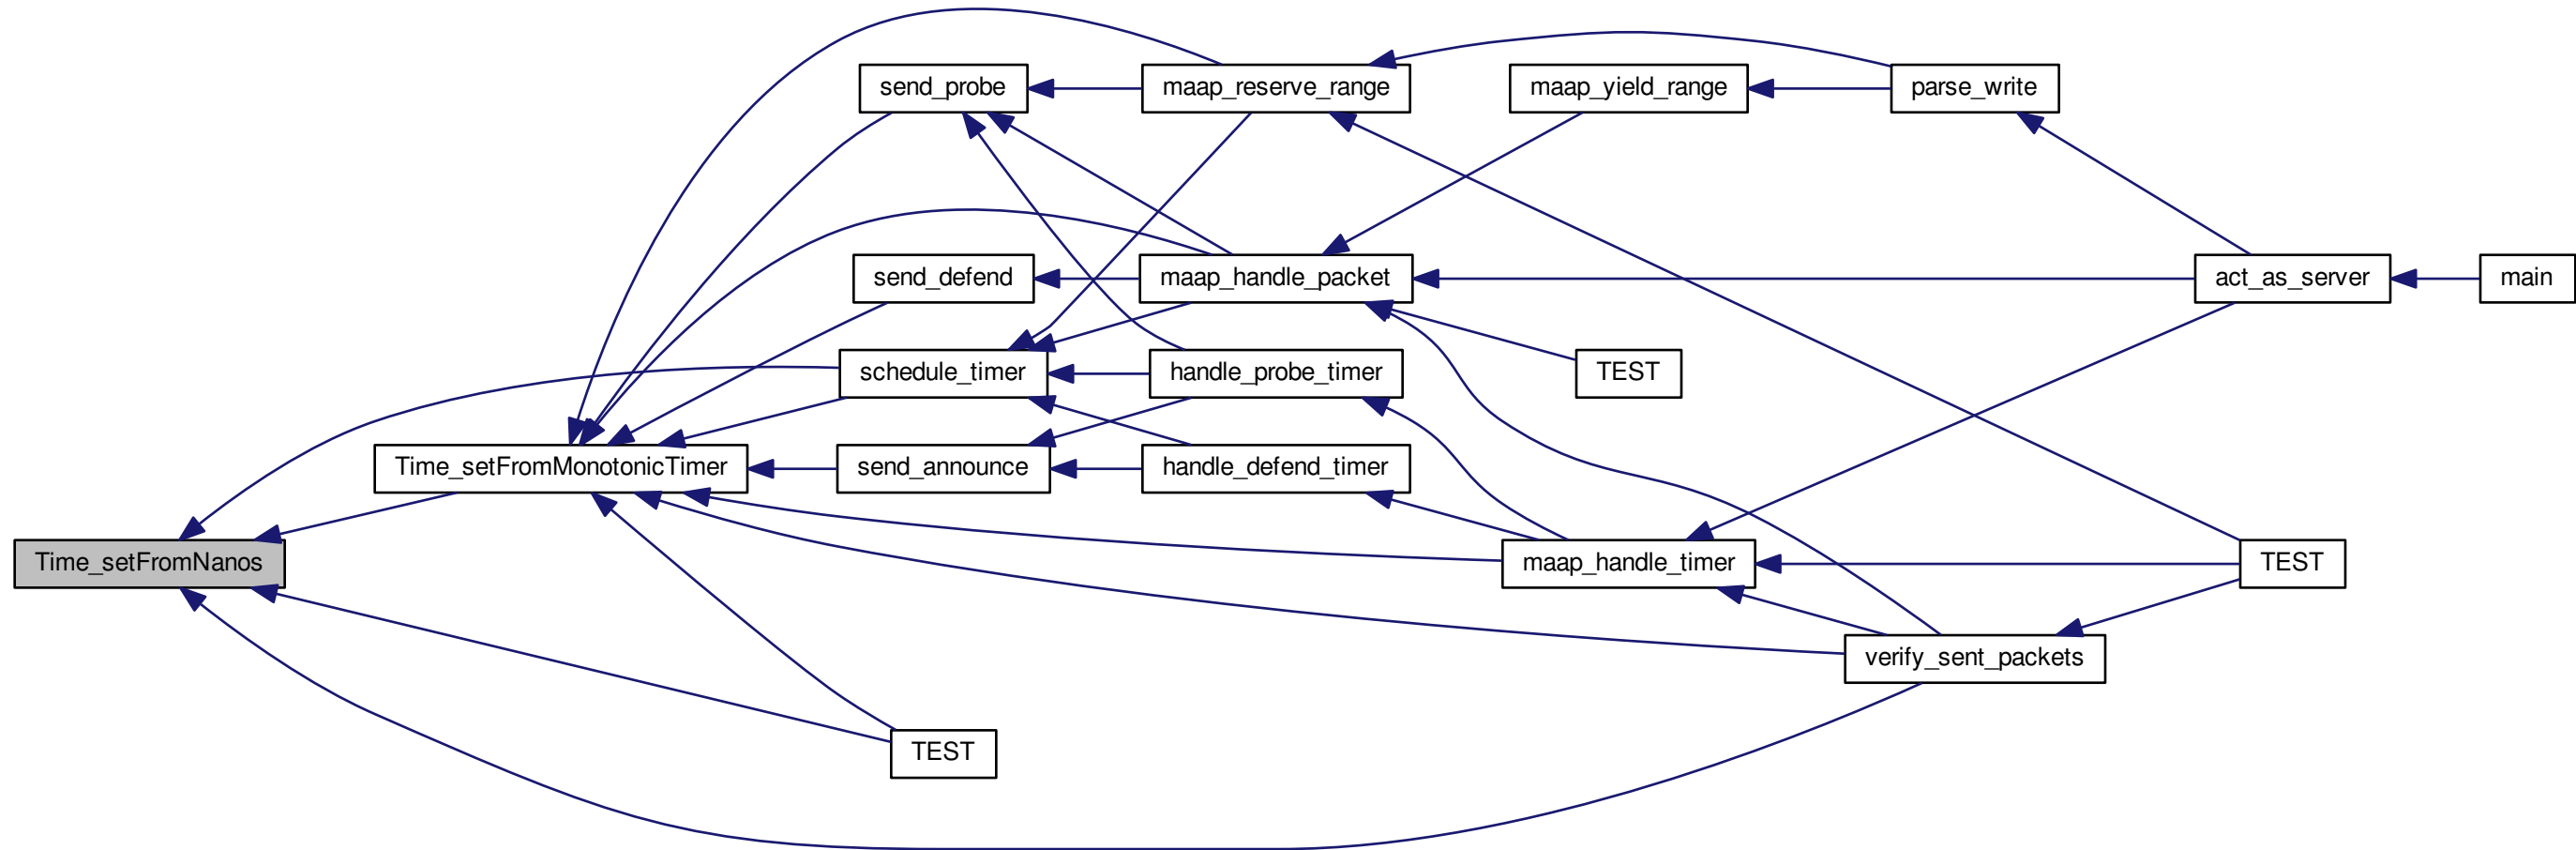 send_probe
maap_reserve_range
maap_yield_range
parse_write
send_defend
maap_handle_packet
act_as_server
main
schedule_timer
handle_probe_timer
TEST
Time_setFromMonotonicTimer
send_announce
handle_defend_timer
Time_setFromNanos
maap_handle_timer
TEST
verify_sent_packets
TEST